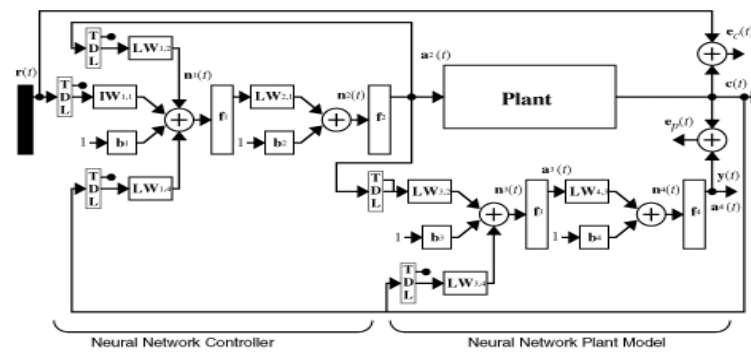 T D L
LW1,2
r(t)
n1(t)
T D L
IW1,1
f1
LW2,1
n2(t)
f2
1
b1
1
b2
T D L
LW1,4
a2(t)
Plant
ec(t)
c(t)
ep(t)
y(t)
a4(t)
T D L
LW3,2
n3(t)
a3(t)
f3
LW4,3
n4(t)
f4
1
b3
1
b4
T D L
LW3,4
Neural Network Controller
Neural Network Plant Model